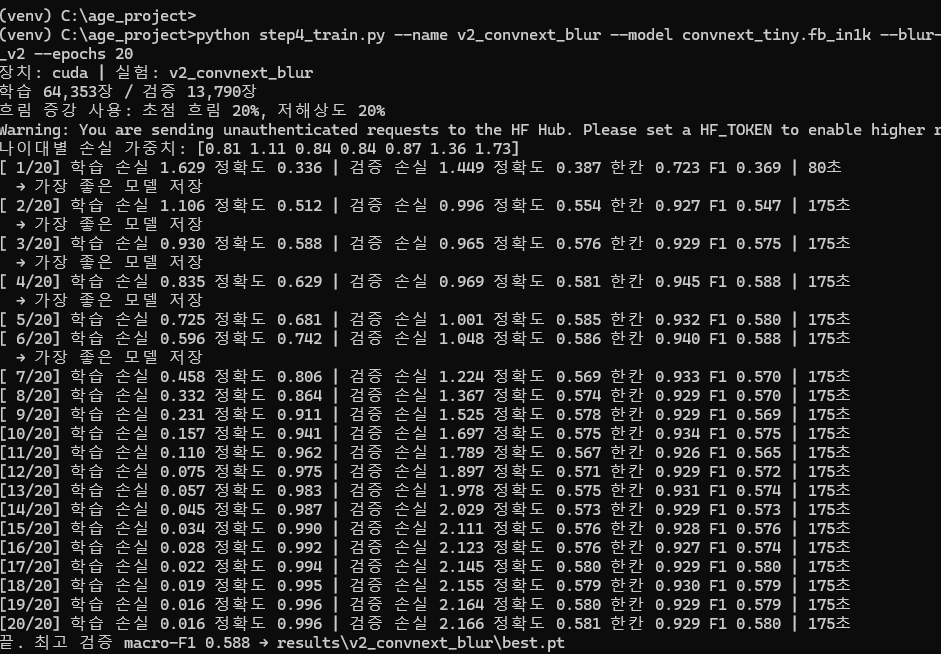 (venv) C:\age_project>
(venv) C:\age_project>python step4_train.py --name v2_convnext_blur --model convnext_tiny.fb_in1k --blur-
_v2 --epochs 20
장치: cuda | 실험: v2_convnext_blur
학습 64,353장 / 검증 13,790장
흐림 증강 사용: 초점 흐림 20%, 저해상도 20%
Warning: You are sending unauthenticated requests to the HF Hub. Please set a HF_TOKEN to enable higher r
나이대별 손실 가중치: [0.81 1.11 0.84 0.84 0.87 1.36 1.73]
[ 1/20] 학습 손실 1.629 정확도 0.336 | 검증 손실 1.449 정확도 0.387 한칸 0.723 F1 0.369 | 80초
→ 가장 좋은 모델 저장
[ 2/20] 학습 손실 1.106 정확도 0.512 | 검증 손실 0.996 정확도 0.554 한칸 0.927 F1 0.547 | 175초
→ 가장 좋은 모델 저장
[ 3/20] 학습 손실 0.930 정확도 0.588 | 검증 손실 0.965 정확도 0.576 한칸 0.929 F1 0.575 | 175초
→ 가장 좋은 모델 저장
[ 4/20] 학습 손실 0.835 정확도 0.629 | 검증 손실 0.969 정확도 0.581 한칸 0.945 F1 0.588 | 175초
→ 가장 좋은 모델 저장
[ 5/20] 학습 손실 0.725 정확도 0.681 | 검증 손실 1.001 정확도 0.585 한칸 0.932 F1 0.580 | 175초
[ 6/20] 학습 손실 0.596 정확도 0.742 | 검증 손실 1.048 정확도 0.586 한칸 0.940 F1 0.588 | 175초
→ 가장 좋은 모델 저장
[ 7/20] 학습 손실 0.458 정확도 0.806 | 검증 손실 1.224 정확도 0.569 한칸 0.933 F1 0.570 | 175초
[ 8/20] 학습 손실 0.332 정확도 0.864 | 검증 손실 1.367 정확도 0.574 한칸 0.929 F1 0.570 | 175초
[ 9/20] 학습 손실 0.231 정확도 0.911 | 검증 손실 1.525 정확도 0.578 한칸 0.929 F1 0.569 | 175초
[10/20] 학습 손실 0.157 정확도 0.941 | 검증 손실 1.697 정확도 0.575 한칸 0.934 F1 0.575 | 175초
[11/20] 학습 손실 0.110 정확도 0.962 | 검증 손실 1.789 정확도 0.567 한칸 0.926 F1 0.565 | 175초
[12/20] 학습 손실 0.075 정확도 0.975 | 검증 손실 1.897 정확도 0.571 한칸 0.929 F1 0.572 | 175초
[13/20] 학습 손실 0.057 정확도 0.983 | 검증 손실 1.978 정확도 0.575 한칸 0.931 F1 0.574 | 175초
[14/20] 학습 손실 0.045 정확도 0.987 | 검증 손실 2.029 정확도 0.573 한칸 0.929 F1 0.573 | 175초
[15/20] 학습 손실 0.034 정확도 0.990 | 검증 손실 2.111 정확도 0.576 한칸 0.928 F1 0.576 | 175초
[16/20] 학습 손실 0.028 정확도 0.992 | 검증 손실 2.123 정확도 0.576 한칸 0.927 F1 0.574 | 175초
[17/20] 학습 손실 0.022 정확도 0.994 | 검증 손실 2.145 정확도 0.580 한칸 0.929 F1 0.580 | 175초
[18/20] 학습 손실 0.019 정확도 0.995 | 검증 손실 2.155 정확도 0.579 한칸 0.930 F1 0.579 | 175초
[19/20] 학습 손실 0.016 정확도 0.996 | 검증 손실 2.164 정확도 0.580 한칸 0.929 F1 0.579 | 175초
[20/20] 학습 손실 0.016 정확도 0.996 | 검증 손실 2.166 정확도 0.581 한칸 0.929 F1 0.580 | 175초
끝. 최고 검증 macro-F1 0.588 → results\v2_convnext_blur\best.pt